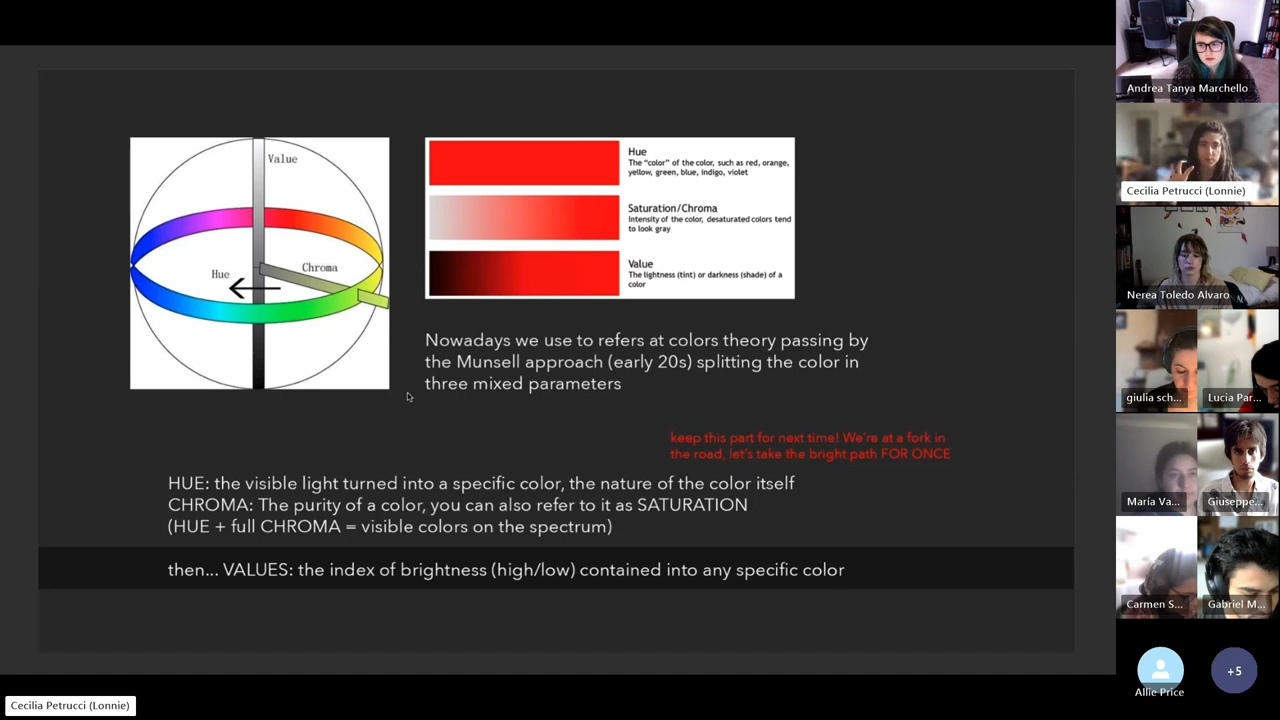 Value
Hue
Chroma
Hue
The "color" of the color, such as red, orange,
yellow, green, blue, indigo, violet
Saturation/Chroma
Intensity of the color, desaturated colors tend
to look gray
Value
The lightness (tint) or darkness (shade) of a
color
Nowadays we use to refers at colors theory passing by
the Munsell approach (early 20s) splitting the color in
three mixed parameters
keep this part for next time! We're at a fork in
the road, let's take the bright path FOR ONCE
HUE: the visible light turned into a specific color, the nature of the color itself
CHROMA: The purity of a color, you can also refer to it as SATURATION
(HUE + full CHROMA = visible colors on the spectrum)
then... VALUES: the index of brightness (high/low) contained into any specific color
Andrea Tanya Marchello
Cecilia Petrucci (Lonnie)
Nerea Toledo Alvaro
giulia sch...
Lucia Par...
María Va...
Giuseppe...
Carmen S...
Gabriel M...
Allie Price
+5
Cecilia Petrucci (Lonnie)